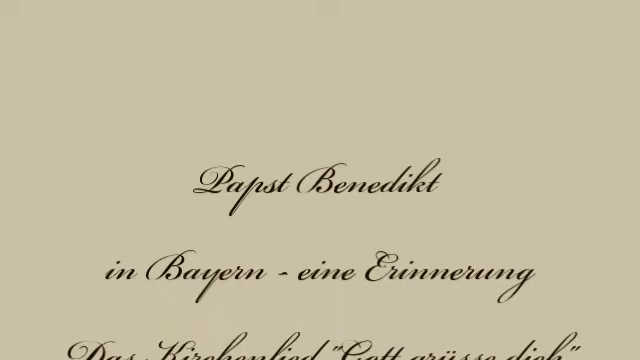 Papst Benedikt
in Bayern - eine Erinnerung
Das Kirchenlied "Gott grüsse dich"